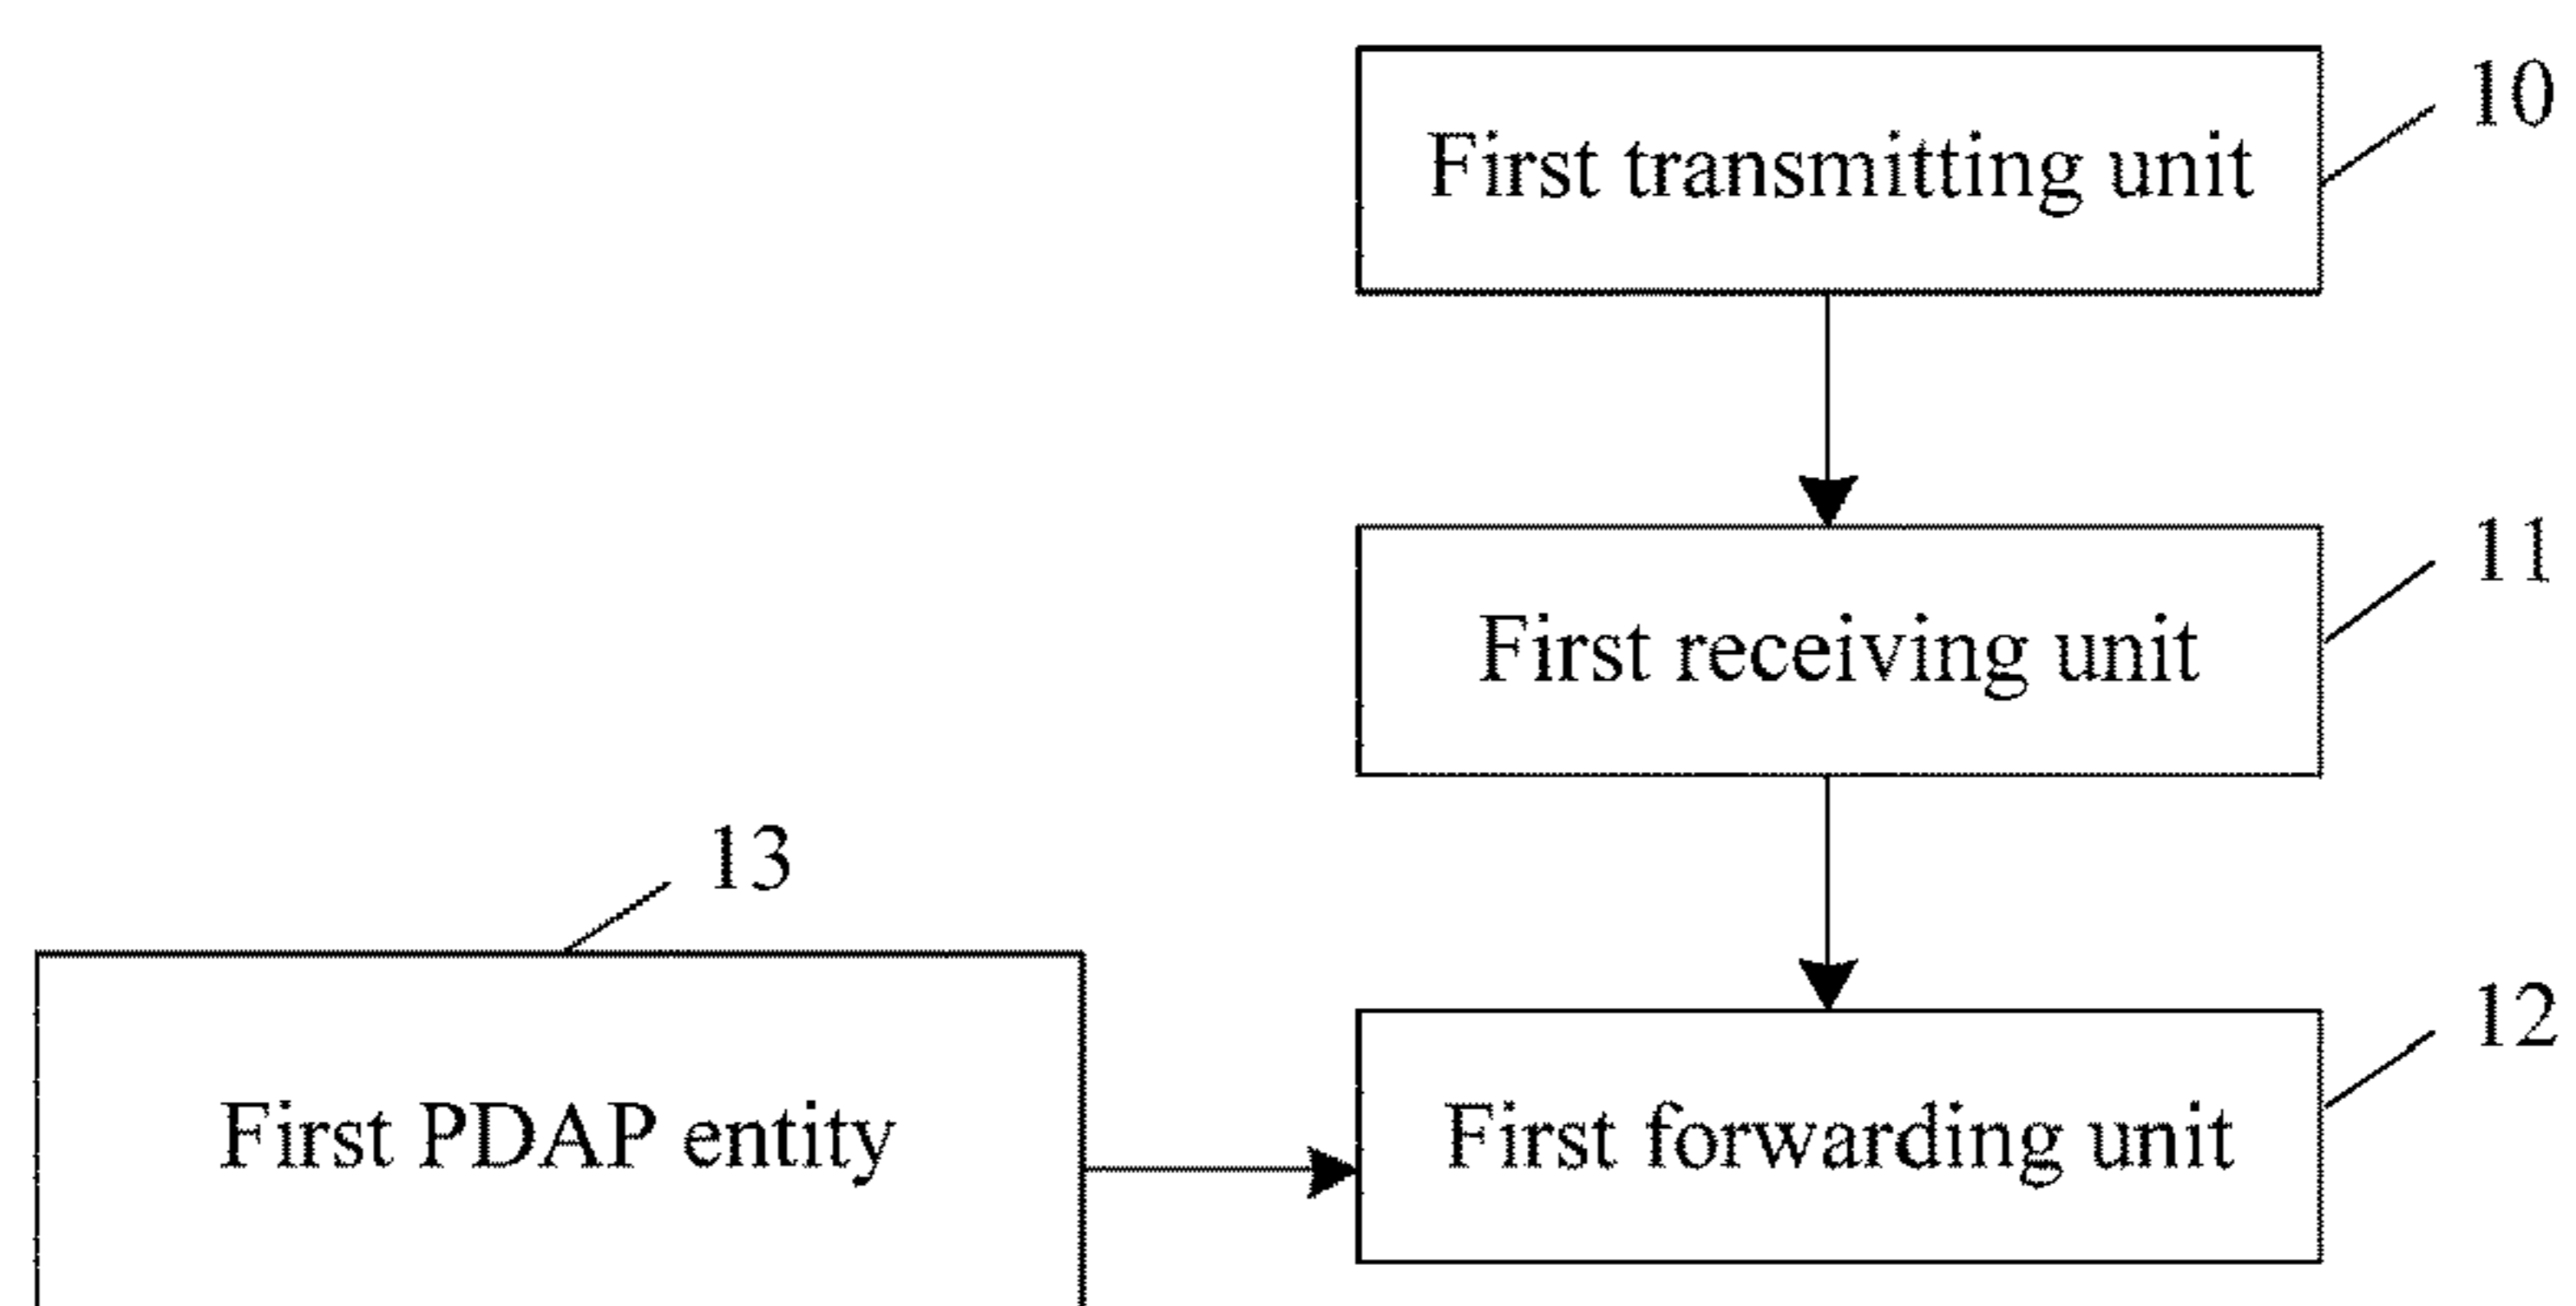 10
First transmitting unit
11
First receiving unit
13
12
First PDAP entity
First forwarding unit